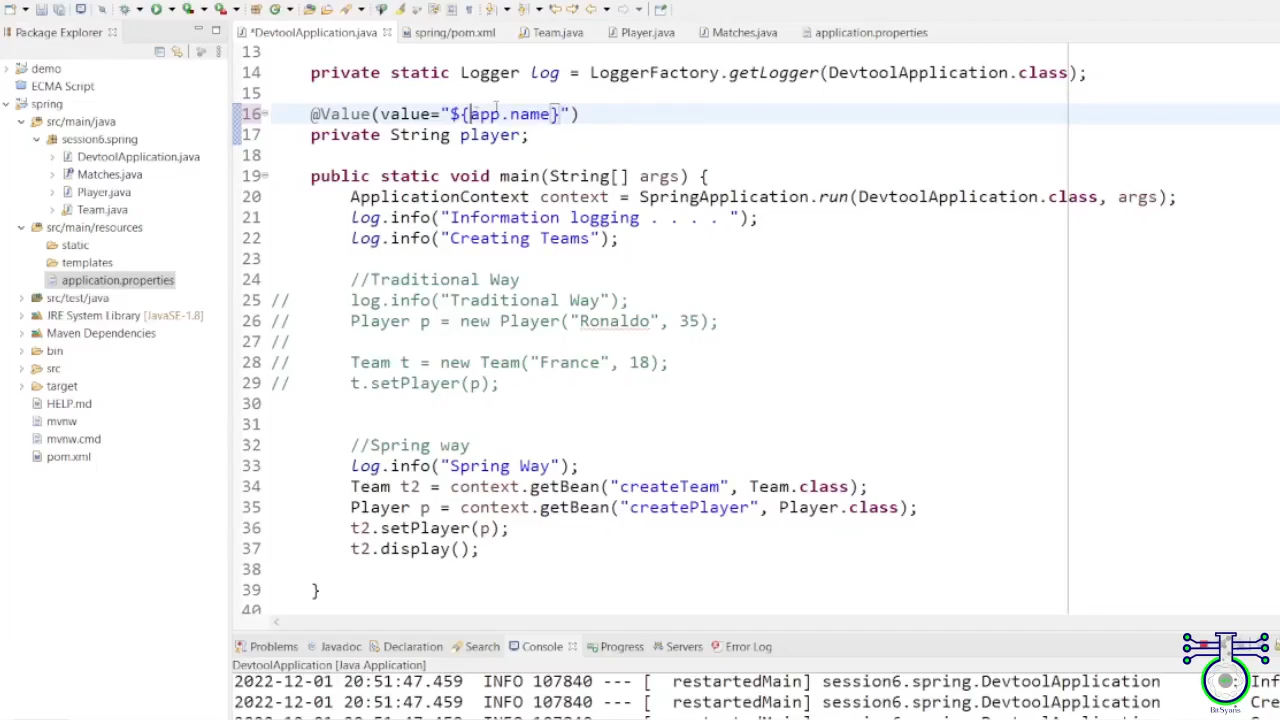 Package Explorer
demo
ECMA Script
spring
src/main/java
session6.spring
DevtoolApplication.java
Matches.java
Player.java
Team.java
src/main/resources
static
templates
application.properties
src/test/java
JRE System Library [JavaSE-1.8]
Maven Dependencies
bin
src
target
HELP.md
mvnw
mvnw.cmd
pom.xml
*DevtoolApplication.java spring/pom.xml Team.java Player.java Matches.java application.properties
13
14 private static Logger log = LoggerFactory.getLogger(DevtoolApplication.class);
15
16 @Value(value="${app.name}")
17 private String player;
18
19 public static void main(String[] args) {
20 ApplicationContext context = SpringApplication.run(DevtoolApplication.class, args);
21 log.info("Information logging . . . . ");
22 log.info("Creating Teams");
23
24 //Traditional Way
25 // log.info("Traditional Way");
26 // Player p = new Player("Ronaldo", 35);
27 //
28 // Team t = new Team("France", 18);
29 // t.setPlayer(p);
30
31
32 //Spring way
33 log.info("Spring Way");
34 Team t2 = context.getBean("createTeam", Team.class);
35 Player p = context.getBean("createPlayer", Player.class);
36 t2.setPlayer(p);
37 t2.display();
38
39 }
40
Problems Javadoc Declaration Search Console Progress Servers Error Log
DevtoolApplication [Java Application]
2022-12-01 20:51:47.459 INFO 107840 --- [ restartedMain] session6.spring.DevtoolApplication : Inf
2022-12-01 20:51:47.459 INFO 107840 --- [ restartedMain] session6.spring.DevtoolApplication Cre
BitSyans